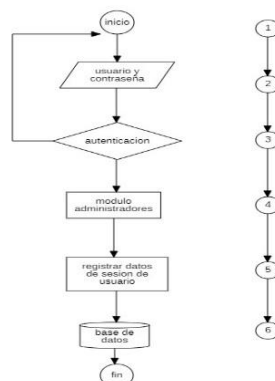 inicio
1
usuario y
contraseña
2
autenticacion
3
modulo
administradores
4
registrar datos
de sesion de
usuario
5
base de
datos
6
fin